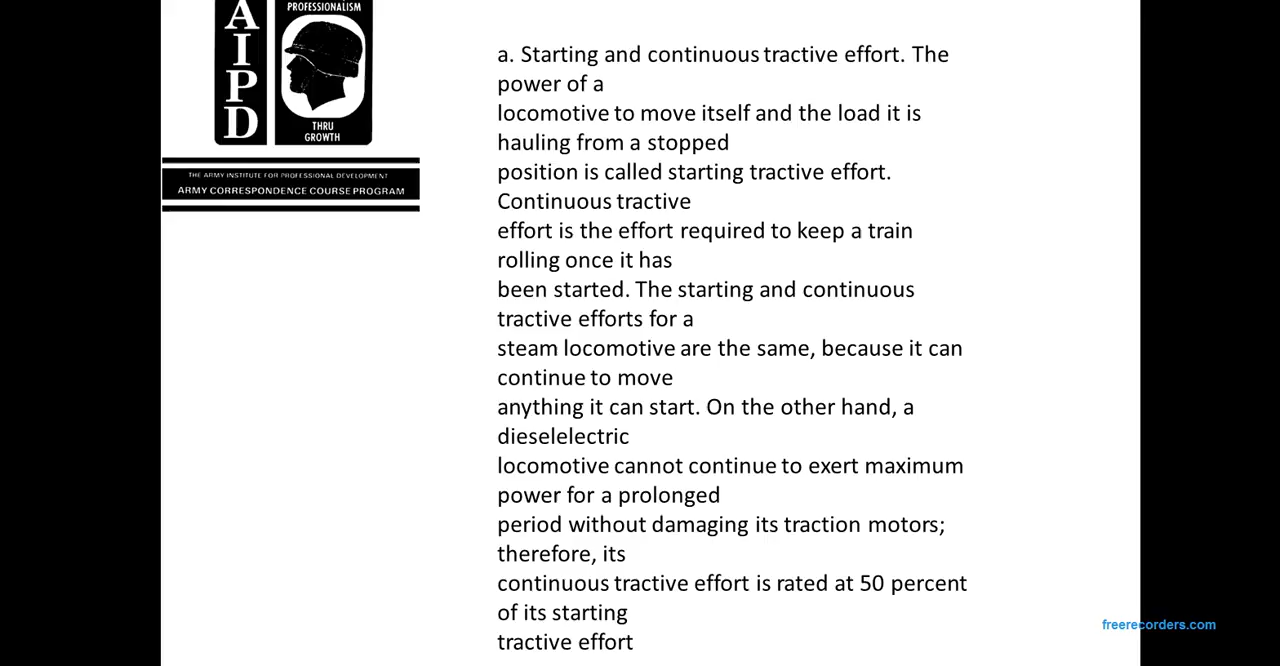 AIPD
PROFESSIONALISM
THRU
GROWTH
THE ARMY INSTITUTE FOR PROFESSIONAL DEVELOPMENT
ARMY CORRESPONDENCE COURSE PROGRAM
a. Starting and continuous tractive effort. The
power of a
locomotive to move itself and the load it is
hauling from a stopped
position is called starting tractive effort.
Continuous tractive
effort is the effort required to keep a train
rolling once it has
been started. The starting and continuous
tractive efforts for a
steam locomotive are the same, because it can
continue to move
anything it can start. On the other hand, a
dieselelectric
locomotive cannot continue to exert maximum
power for a prolonged
period without damaging its traction motors;
therefore, its
continuous tractive effort is rated at 50 percent
of its starting
tractive effort
freerecorders.com